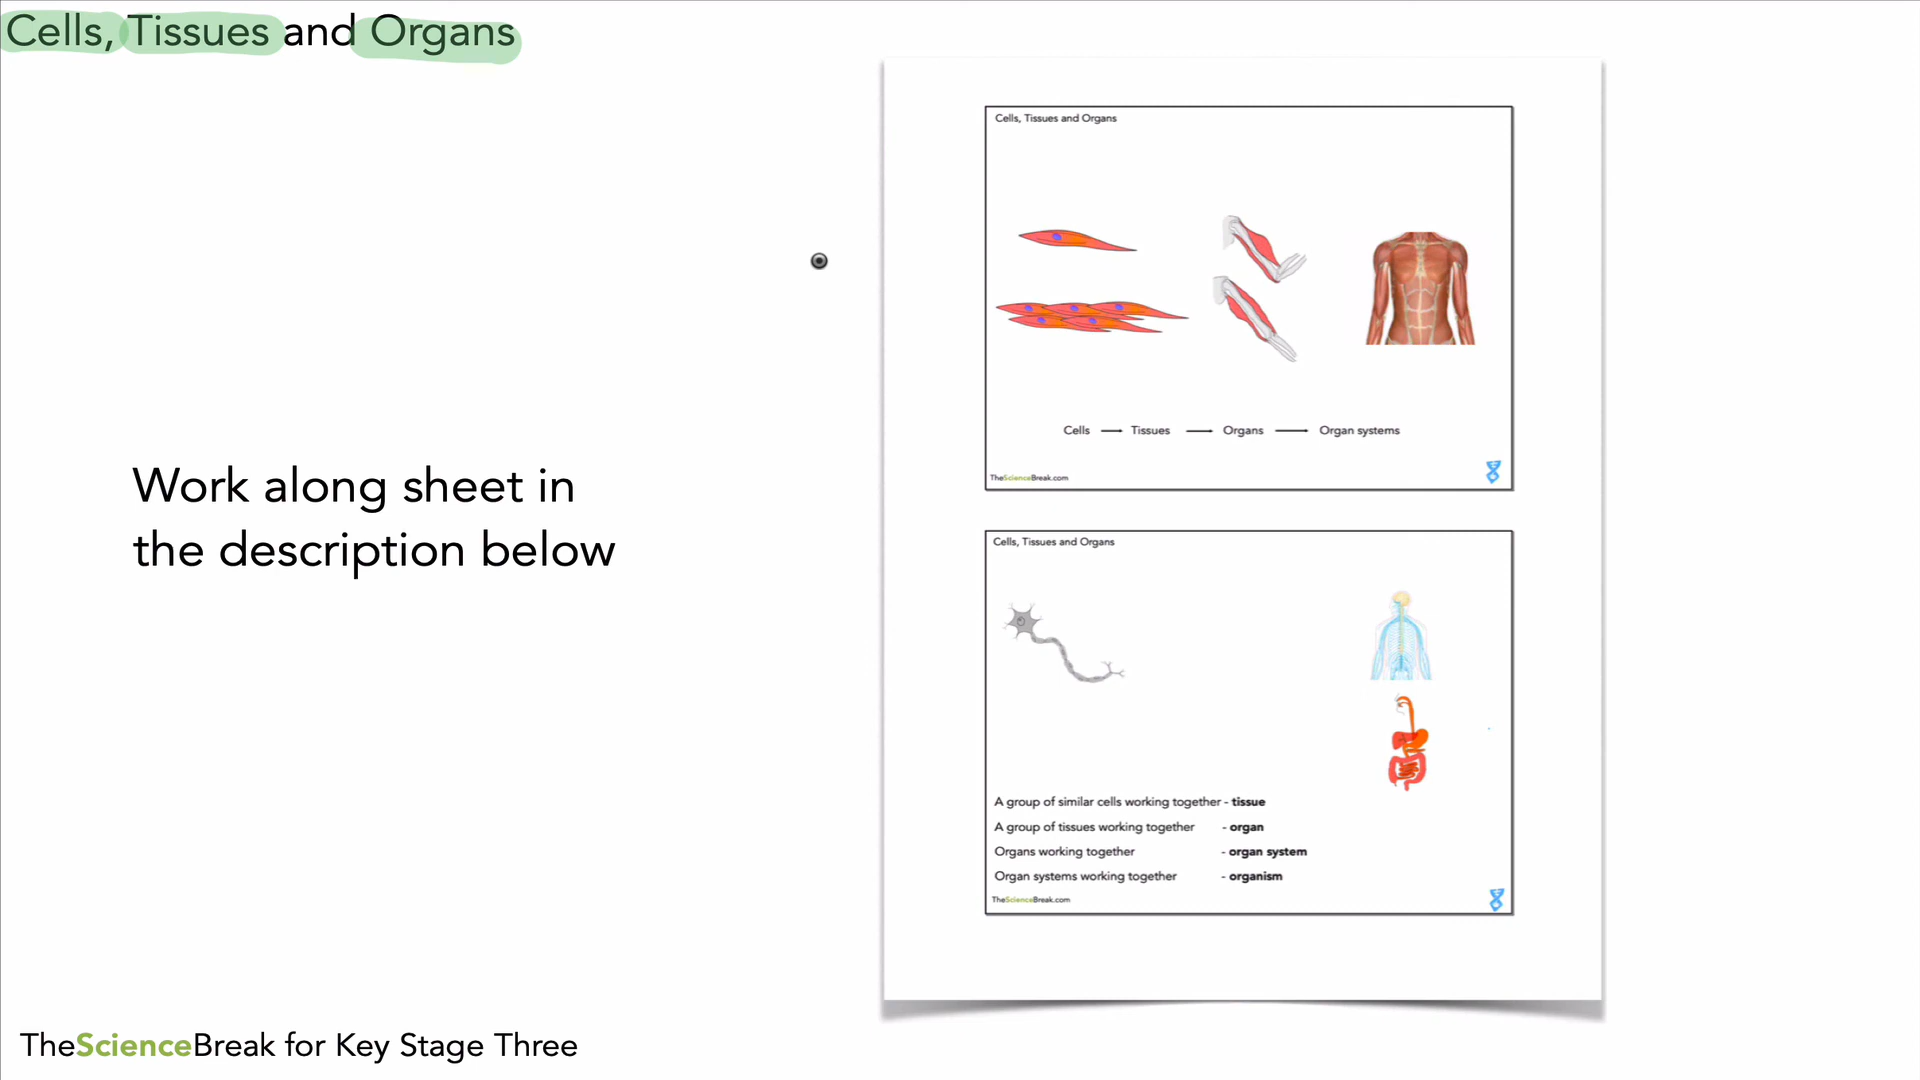 Cells, Tissues and Organs
Work along sheet in
the description below
Cells, Tissues and Organs
Cells → Tissues → Organs → Organ systems
TheScienceBreak.com
Cells, Tissues and Organs
A group of similar cells working together - tissue
A group of tissues working together - organ
Organs working together - organ system
Organ systems working together - organism
TheScienceBreak.com
TheScienceBreak for Key Stage Three